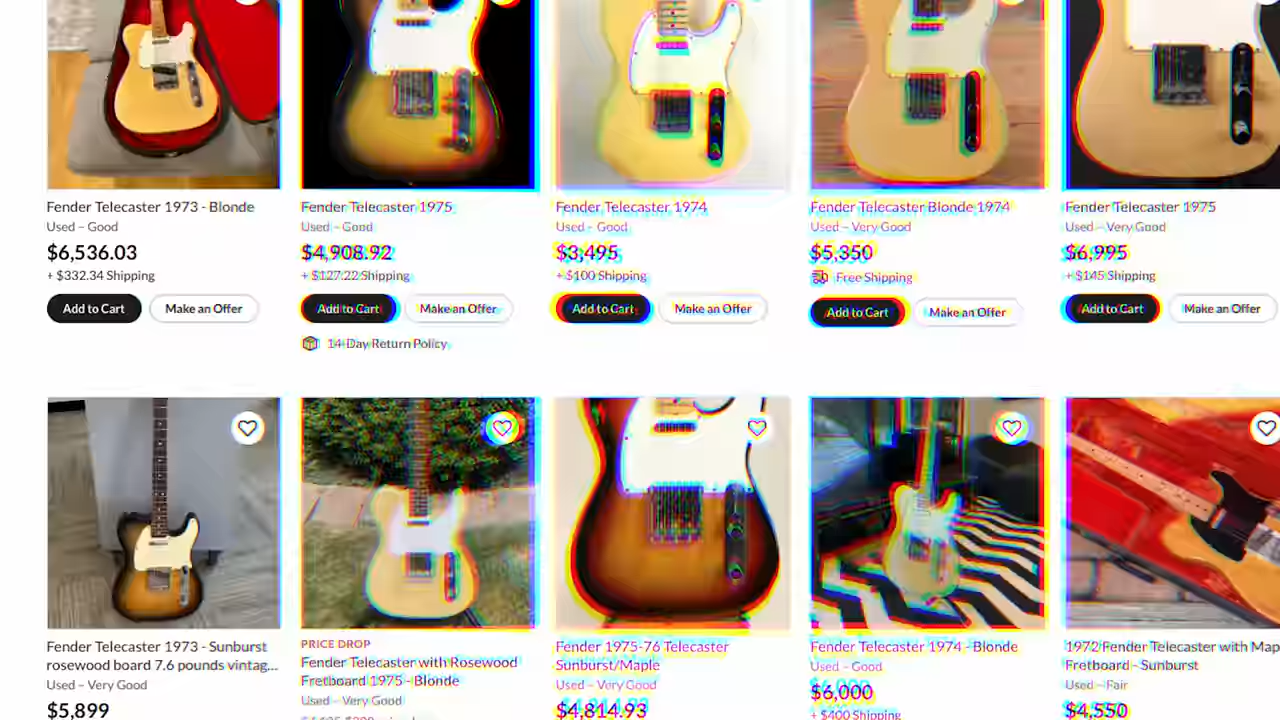 Fender Telecaster 1973 - Blonde
Used – Good
$6,536.03
+ $332.34 Shipping
Add to Cart
Make an Offer
Fender Telecaster 1975
Used – Good
$4,908.92
+ $127.22 Shipping
Add to Cart
Make an Offer
14-Day Return Policy
Fender Telecaster 1974
Used – Good
$3,495
+ $100 Shipping
Add to Cart
Make an Offer
Fender Telecaster Blonde 1974
Used – Very Good
$5,350
Free Shipping
Add to Cart
Make an Offer
Fender Telecaster 1975
Used – Very Good
$6,995
+ $145 Shipping
Add to Cart
Make an Offer
Fender Telecaster 1973 - Sunburst
rosewood board 7.6 pounds vintag...
Used – Very Good
$5,899
PRICE DROP
Fender Telecaster with Rosewood
Fretboard 1975 - Blonde
Used – Very Good
Fender 1975-76 Telecaster
Sunburst/Maple
Used – Very Good
$4,814.93
Fender Telecaster 1974 - Blonde
Used – Good
$6,000
+ $400 Shipping
1972 Fender Telecaster with Map
Fretboard - Sunburst
Used – Fair
$4,550